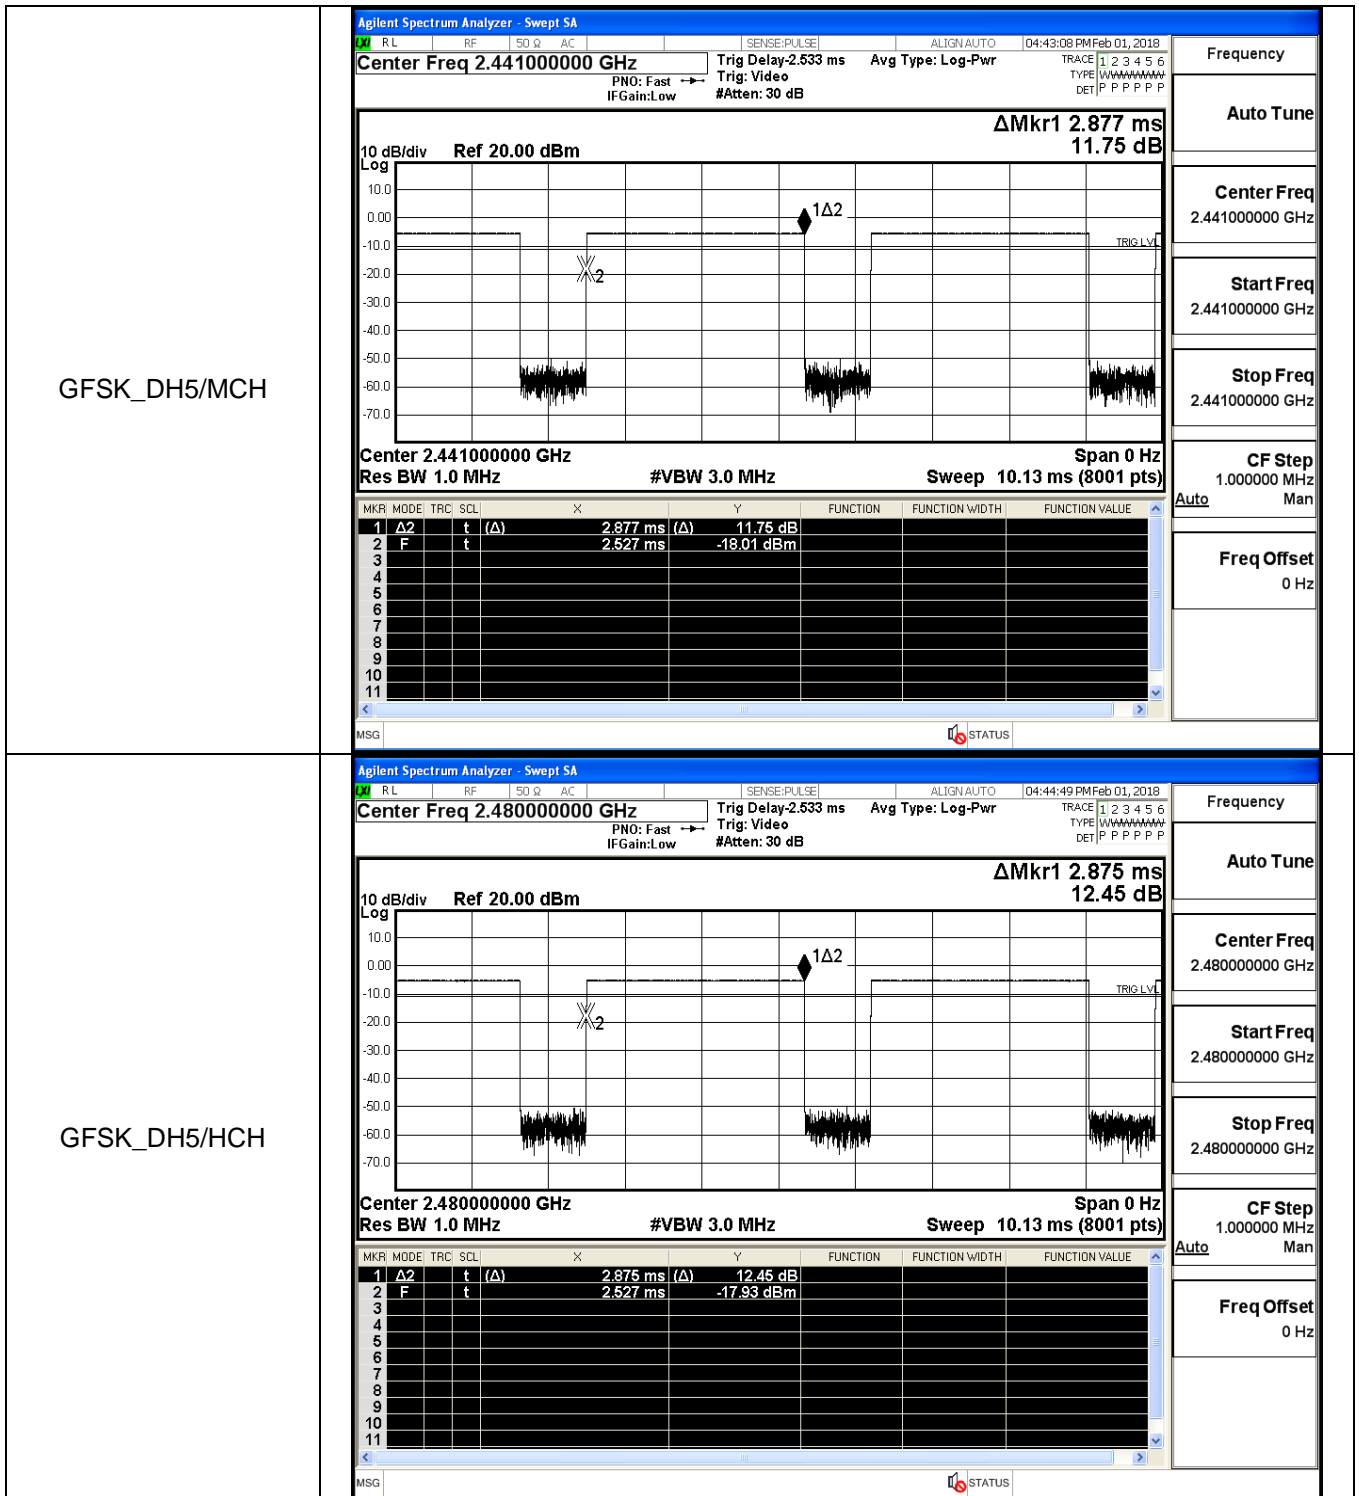 GFSK_DH5/MCH
Agilent Spectrum Analyzer - Swept SA
LXI RL RF 50 Ω AC SENSE:PULSE ALIGN AUTO 04:43:08 PM Feb 01, 2018
Center Freq 2.441000000 GHz
PNO: Fast
IFGain:Low
Trig Delay-2.533 ms
Trig: Video
#Atten: 30 dB
Avg Type: Log-Pwr
TRACE 1 2 3 4 5 6
TYPE WWWWWW
DET P P P P P P
ΔMkr1 2.877 ms
11.75 dB
10 dB/div Ref 20.00 dBm
Log
10.0
0.00
-10.0
-20.0
-30.0
-40.0
-50.0
-60.0
-70.0
1Δ2
2
TRIG LVL
Center 2.441000000 GHz Span 0 Hz
Res BW 1.0 MHz #VBW 3.0 MHz Sweep 10.13 ms (8001 pts)
MKR MODE TRC SCL X Y FUNCTION FUNCTION WIDTH FUNCTION VALUE
1 Δ2 t (Δ) 2.877 ms (Δ) 11.75 dB
2 F t 2.527 ms -18.01 dBm
3
4
5
6
7
8
9
10
11
MSG STATUS
Frequency
Auto Tune
Center Freq
2.441000000 GHz
Start Freq
2.441000000 GHz
Stop Freq
2.441000000 GHz
CF Step
1.000000 MHz
Auto Man
Freq Offset
0 Hz
GFSK_DH5/HCH
Agilent Spectrum Analyzer - Swept SA
LXI RL RF 50 Ω AC SENSE:PULSE ALIGN AUTO 04:44:49 PM Feb 01, 2018
Center Freq 2.480000000 GHz
PNO: Fast
IFGain:Low
Trig Delay-2.533 ms
Trig: Video
#Atten: 30 dB
Avg Type: Log-Pwr
TRACE 1 2 3 4 5 6
TYPE WWWWWW
DET P P P P P P
ΔMkr1 2.875 ms
12.45 dB
10 dB/div Ref 20.00 dBm
Log
10.0
0.00
-10.0
-20.0
-30.0
-40.0
-50.0
-60.0
-70.0
1Δ2
2
TRIG LVL
Center 2.480000000 GHz Span 0 Hz
Res BW 1.0 MHz #VBW 3.0 MHz Sweep 10.13 ms (8001 pts)
MKR MODE TRC SCL X Y FUNCTION FUNCTION WIDTH FUNCTION VALUE
1 Δ2 t (Δ) 2.875 ms (Δ) 12.45 dB
2 F t 2.527 ms -17.93 dBm
3
4
5
6
7
8
9
10
11
MSG STATUS
Frequency
Auto Tune
Center Freq
2.480000000 GHz
Start Freq
2.480000000 GHz
Stop Freq
2.480000000 GHz
CF Step
1.000000 MHz
Auto Man
Freq Offset
0 Hz